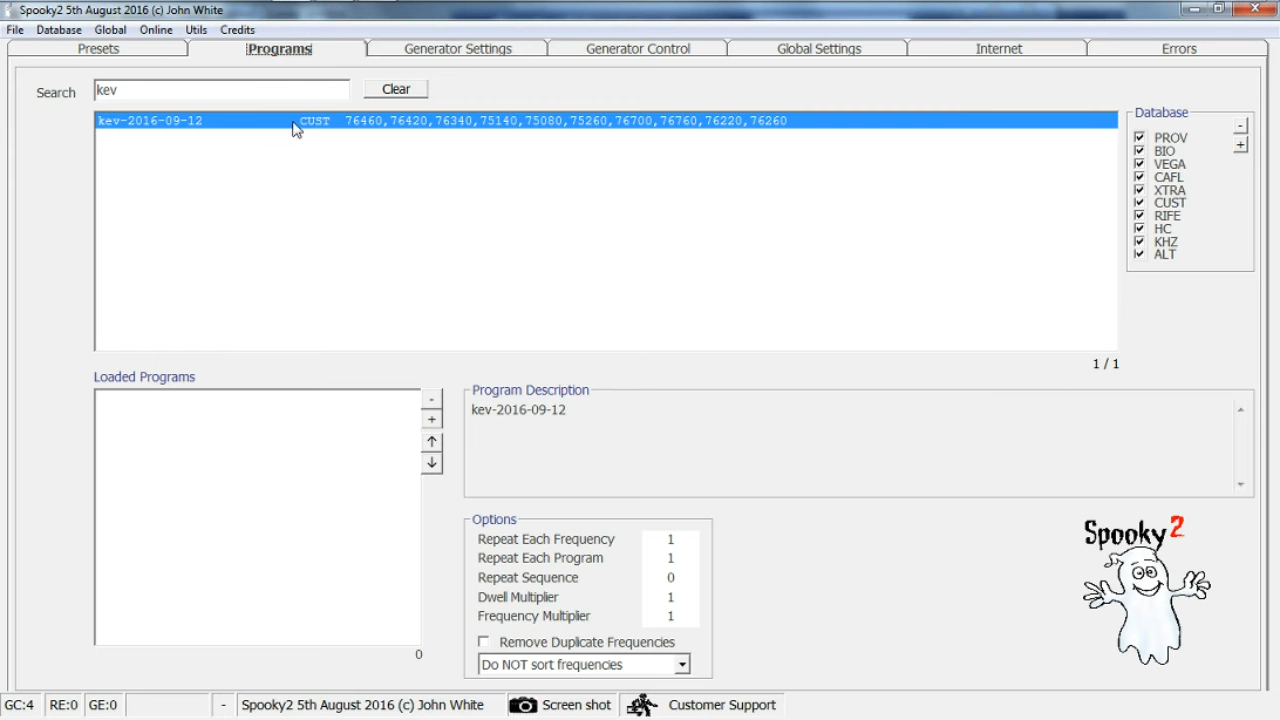 Spooky2 5th August 2016 (c) John White
File Database Global Online Utils Credits
Presets Programs Generator Settings Generator Control Global Settings Internet Errors
Search kev Clear
kev-2016-09-12 CUST 76460,76420,76340,75140,75080,75260,76700,76760,76220,76260
Database
-
+
PROV
BIO
VEGA
CAFL
XTRA
CUST
RIFE
HC
KHZ
ALT
1 / 1
Loaded Programs
-
+
0
Program Description
kev-2016-09-12
Options
Repeat Each Frequency 1
Repeat Each Program 1
Repeat Sequence 0
Dwell Multiplier 1
Frequency Multiplier 1
Remove Duplicate Frequencies
Do NOT sort frequencies
Spooky2
GC:4 RE:0 GE:0 - Spooky2 5th August 2016 (c) John White Screen shot Customer Support